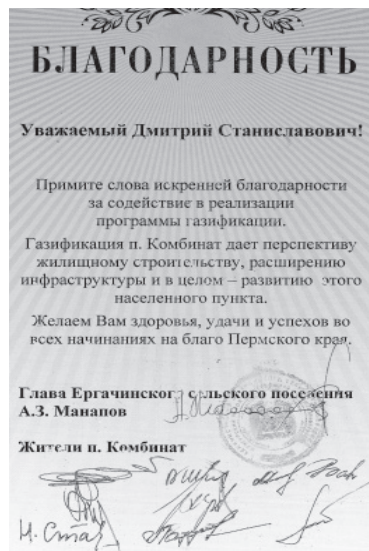 БЛАГОДАРНОСТЬ
Уважаемый Дмитрий Станиславович!
Примите слова искренней благодарности
за содействие в реализации
программы газификации.
Газификация п. Комбинат дает перспективу
жилищному строительству, расширению
инфраструктуры и в целом – развитию этого
населенного пункта.
Желаем Вам здоровья, удачи и успехов во
всех начинаниях на благо Пермского края.
Глава Ергачинского сельского поселения
А.З. Манапов
Жители п. Комбинат